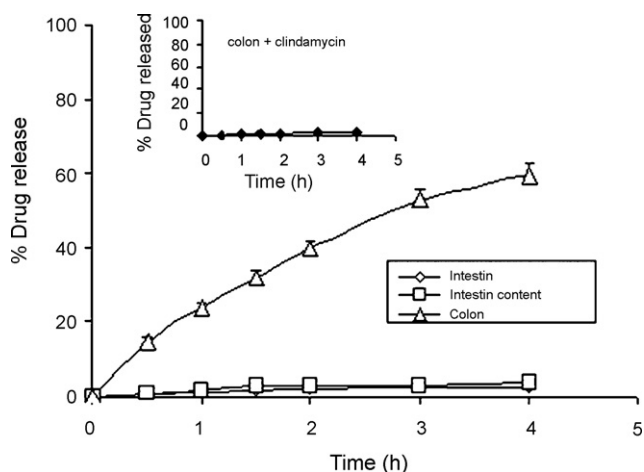 100
80
60
40
20
0
% Drug release
0 1 2 3 4 5
Time (h)
100
80
60
40
20
0
% Drug released
colon + clindamycin
0 1 2 3 4 5
Time (h)
Intestin
Intestin content
Colon